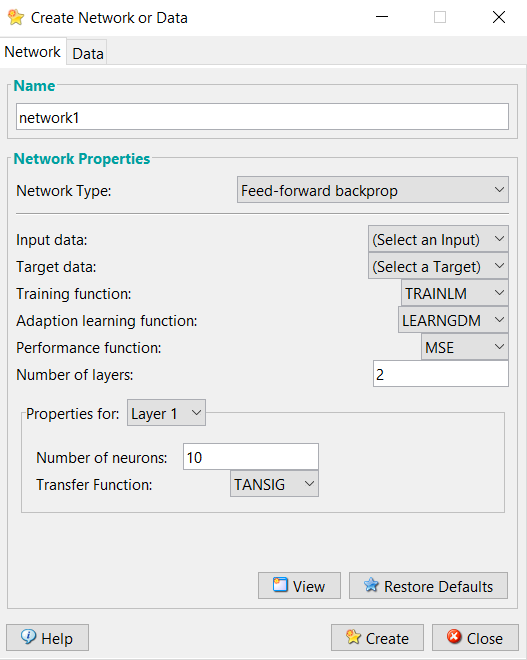 Create Network or Data
Network Data
Name
network1
Network Properties
Network Type: Feed-forward backprop
Input data: (Select an Input)
Target data: (Select a Target)
Training function: TRAINLM
Adaption learning function: LEARNGDM
Performance function: MSE
Number of layers: 2
Properties for: Layer 1
Number of neurons: 10
Transfer Function: TANSIG
View Restore Defaults
Help Create Close